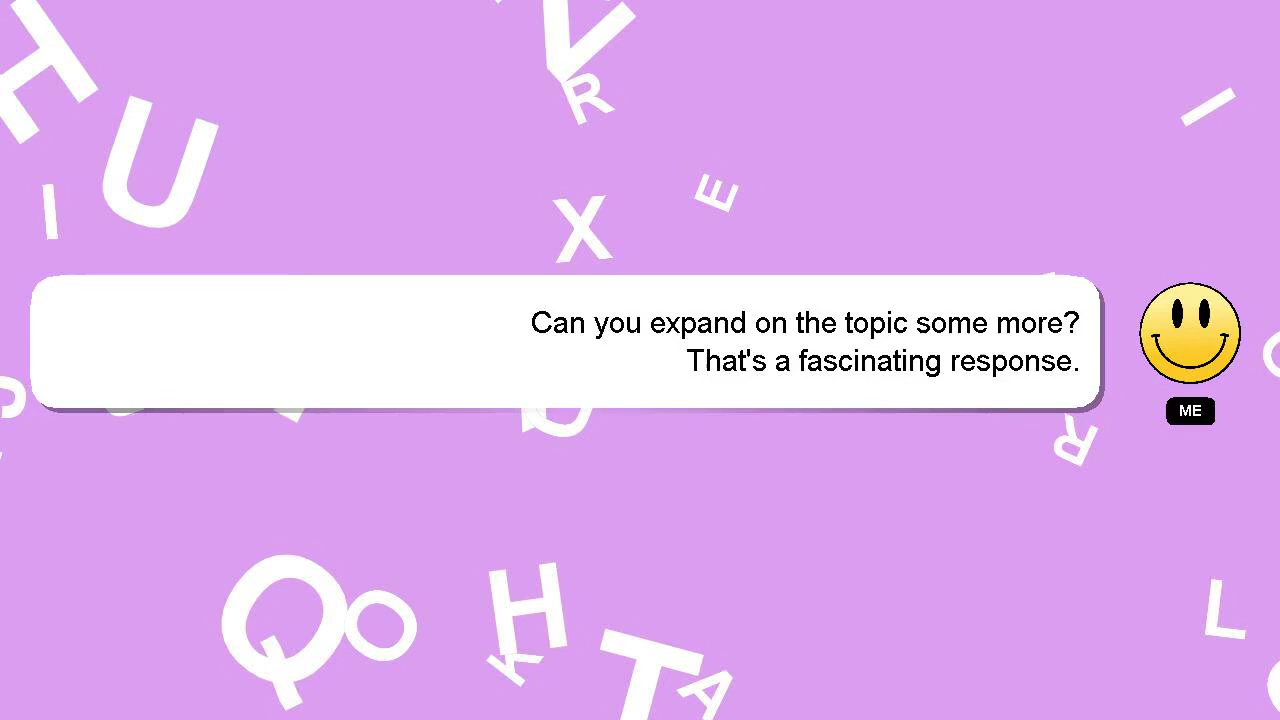 H
U
I
V
R
X
E
I
Can you expand on the topic some more?
That's a fascinating response.
ME
R
Q
O
H
K
T
A
L